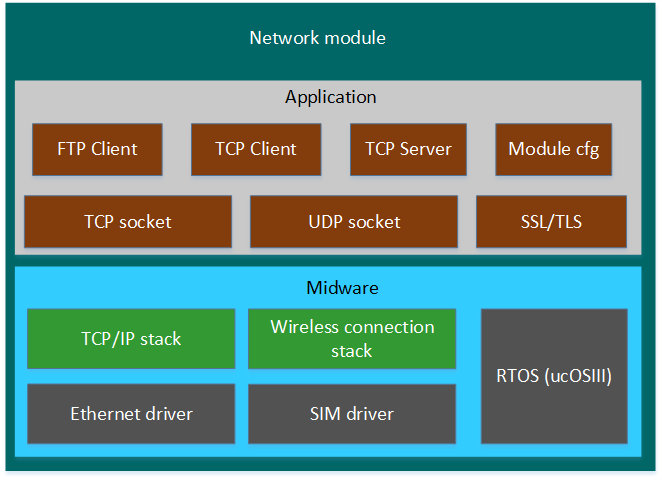 Network module
Application
FTP Client
TCP Client
TCP Server
Module cfg
TCP socket
UDP socket
SSL/TLS
Midware
TCP/IP stack
Wireless connection
stack
RTOS (ucOSIII)
Ethernet driver
SIM driver